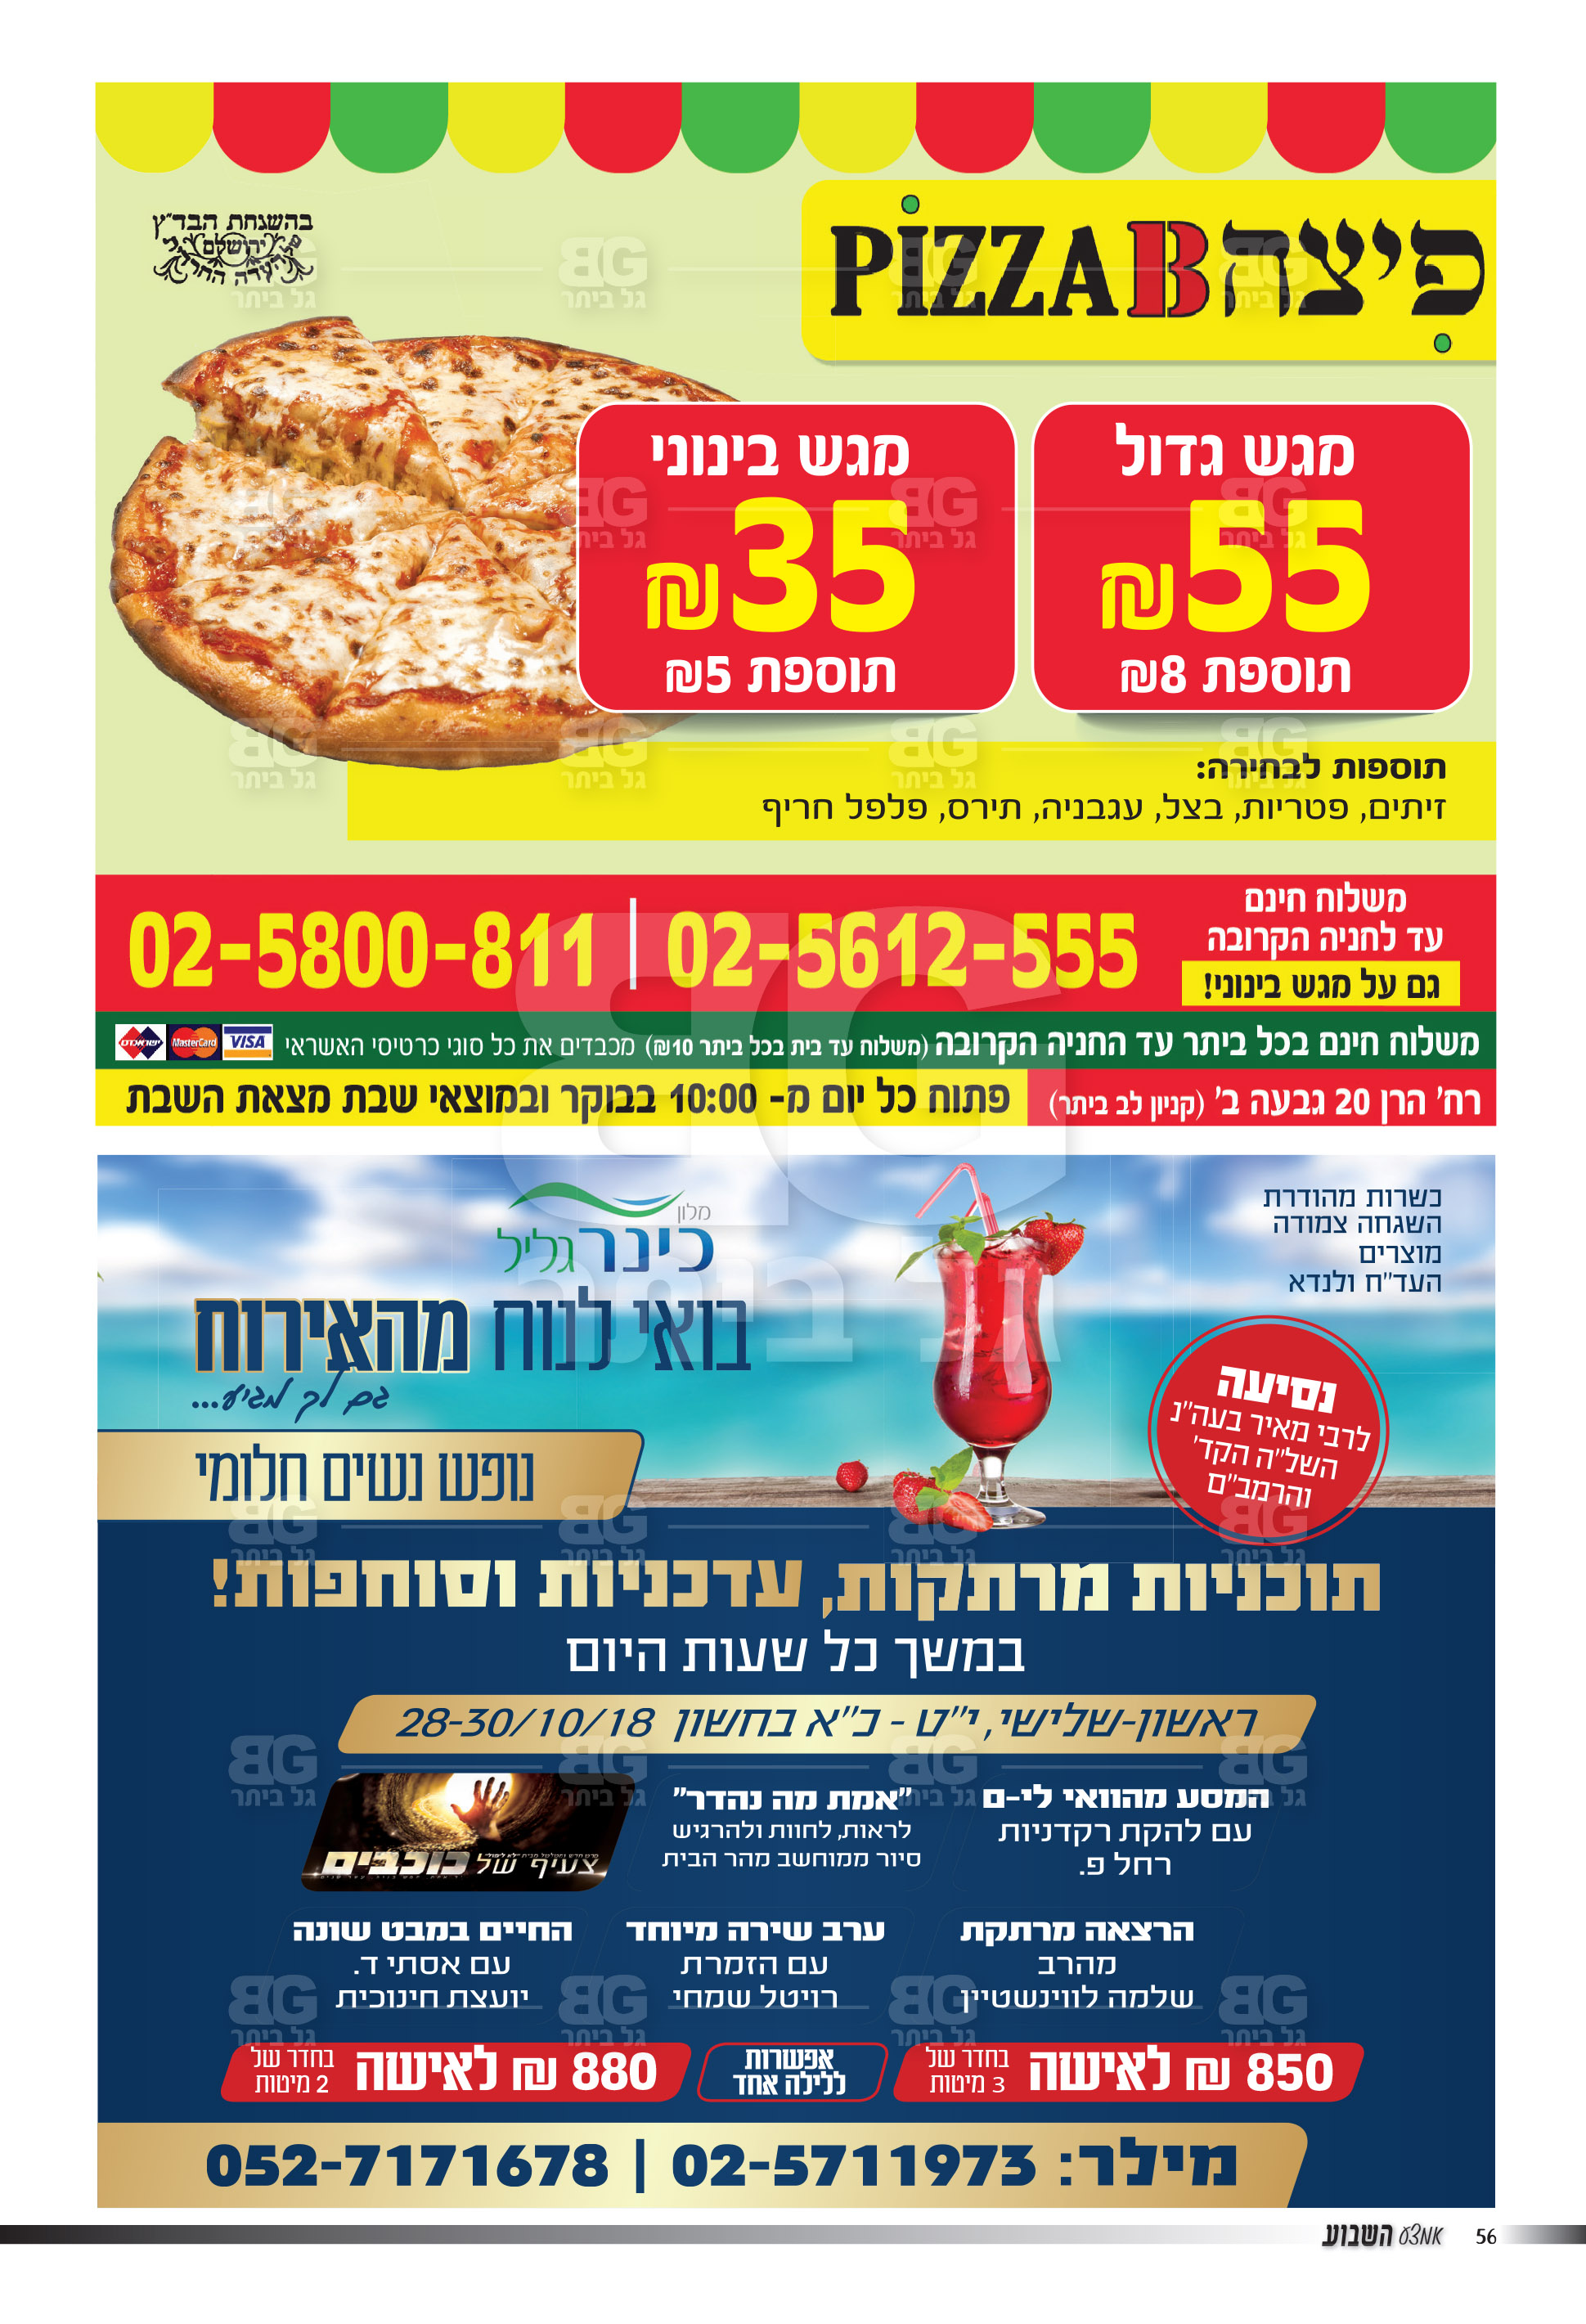 בהשגחת הבד"ץ
ירושלים
PIZZA B פיצה
מגש גדול
55 ₪
תוספת 8 ₪
מגש בינוני
35 ₪
תוספת 5 ₪
תוספות לבחירה:
זיתים, פטריות, בצל, עגבניה, תירס, פלפל חריף
משלוח חינם
עד לחניה הקרובה
גם על מגש בינוני!
02-5612-555 | 02-5800-811
משלוח חינם בכל ביתר עד החניה הקרובה (משלוח עד בית בכל ביתר 10 ₪) מכבדים את כל סוגי כרטיסי האשראי
VISA
MasterCard
ישראכרט
רח' הרן 20 גבעה ב' (קניון לב ביתר)
פתוח כל יום מ- 10:00 בבוקר ובמוצאי שבת מצאת השבת
כשרות מהודרת
השגחה צמודה
מוצרים
העד"ח ולנדא
מלון
כינר גליל
בואי לנוח מהאירוח
גם לך מגיע...
נופש נשים חלומי
נסיעה
לרבי מאיר בעה"נ
השל"ה הקד'
והרמב"ם
תוכניות מרתקות, עדכניות וסוחפות!
במשך כל שעות היום
ראשון-שלישי, י"ט - כ"א בחשון 28-30/10/18
המסע מהוואי לי-ם
עם להקת רקדניות
רחל פ.
"אמת מה נהדר"
לראות, לחוות ולהרגיש
סיור ממוחשב מהר הבית
צעיף של כוכבים
הרצאה מרתקת
מהרב
שלמה לווינשטיין
ערב שירה מיוחד
עם הזמרת
רויטל שמחי
החיים במבט שונה
עם אסתי ד.
יועצת חינוכית
850 ₪ לאישה
בחדר של
3 מיטות
אפשרות
ללילה אחד
880 ₪ לאישה
בחדר של
2 מיטות
מילר: 02-5711973 | 052-7171678
56
אמצע השבוע
BG
גל ביתר